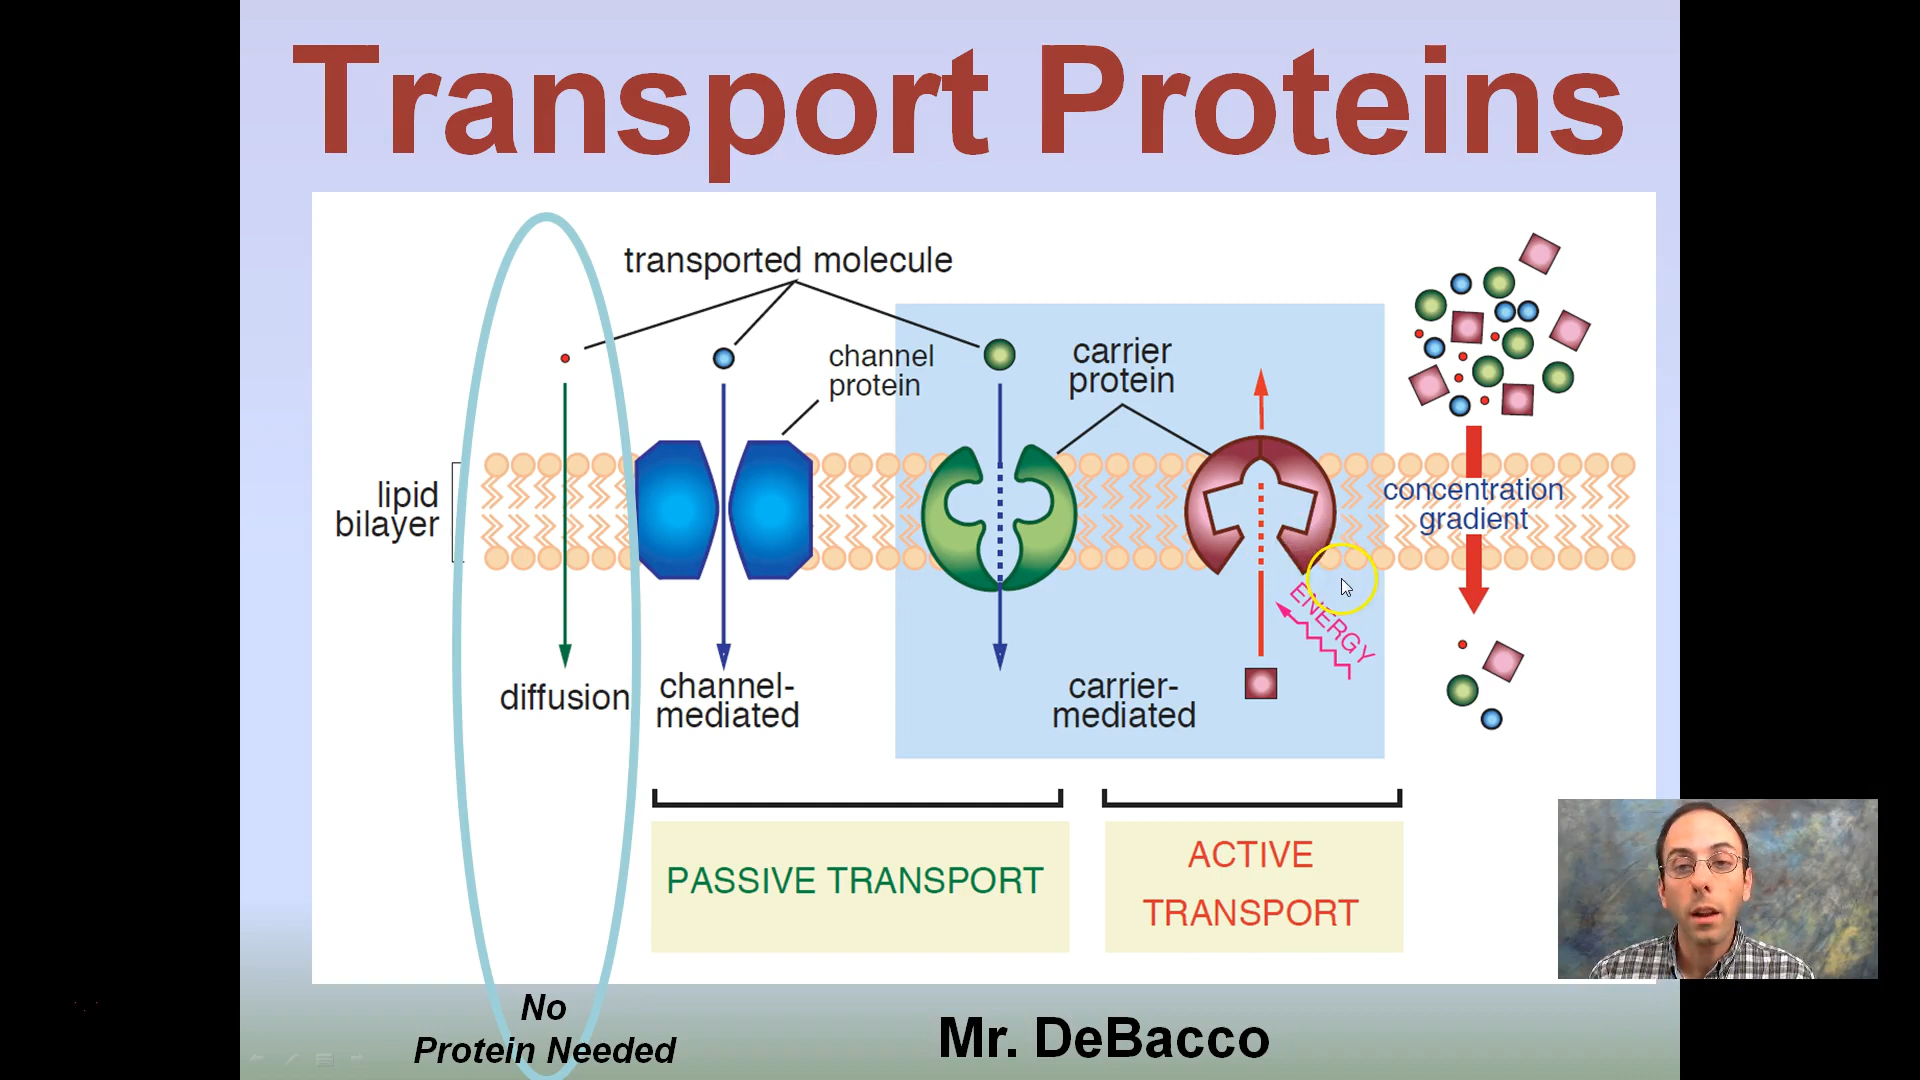 Transport Proteins
transported molecule
channel
protein
carrier
protein
lipid
bilayer
concentration
gradient
ENERGY
diffusion
channel-
mediated
carrier-
mediated
PASSIVE TRANSPORT
ACTIVE
TRANSPORT
No
Protein Needed
Mr. DeBacco